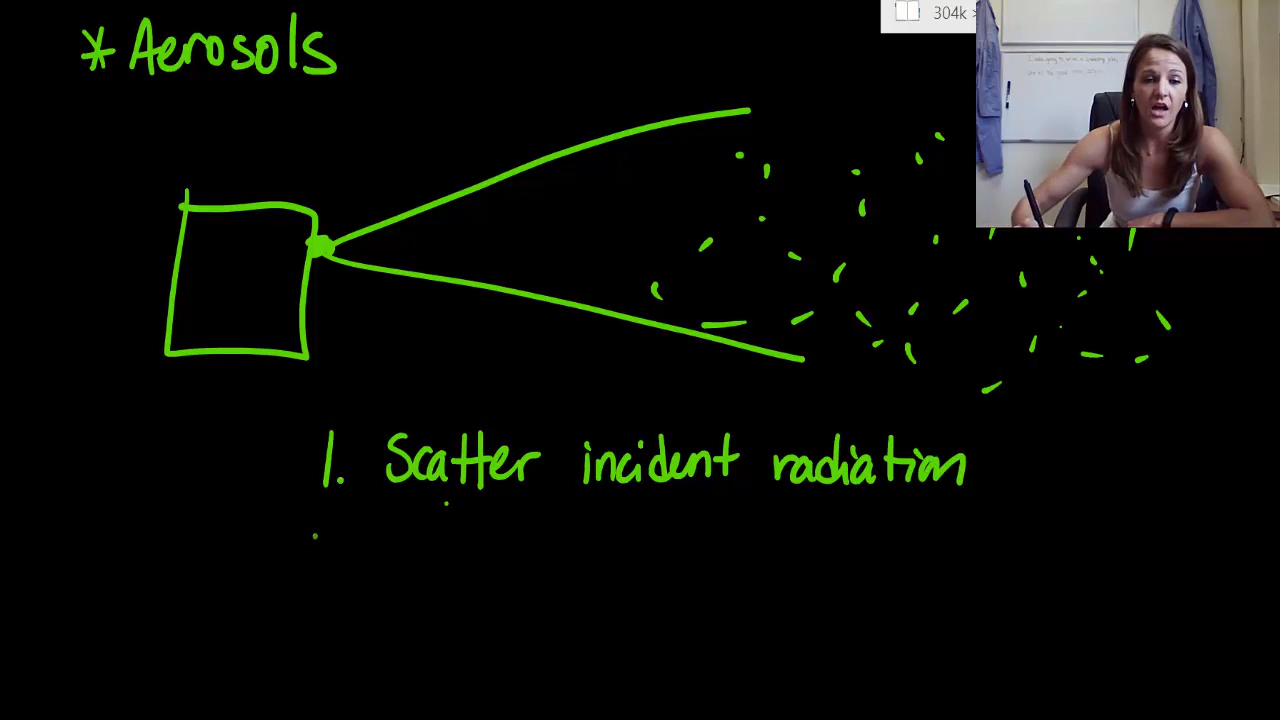 * Aerosols
304k
1. Scatter incident radiation